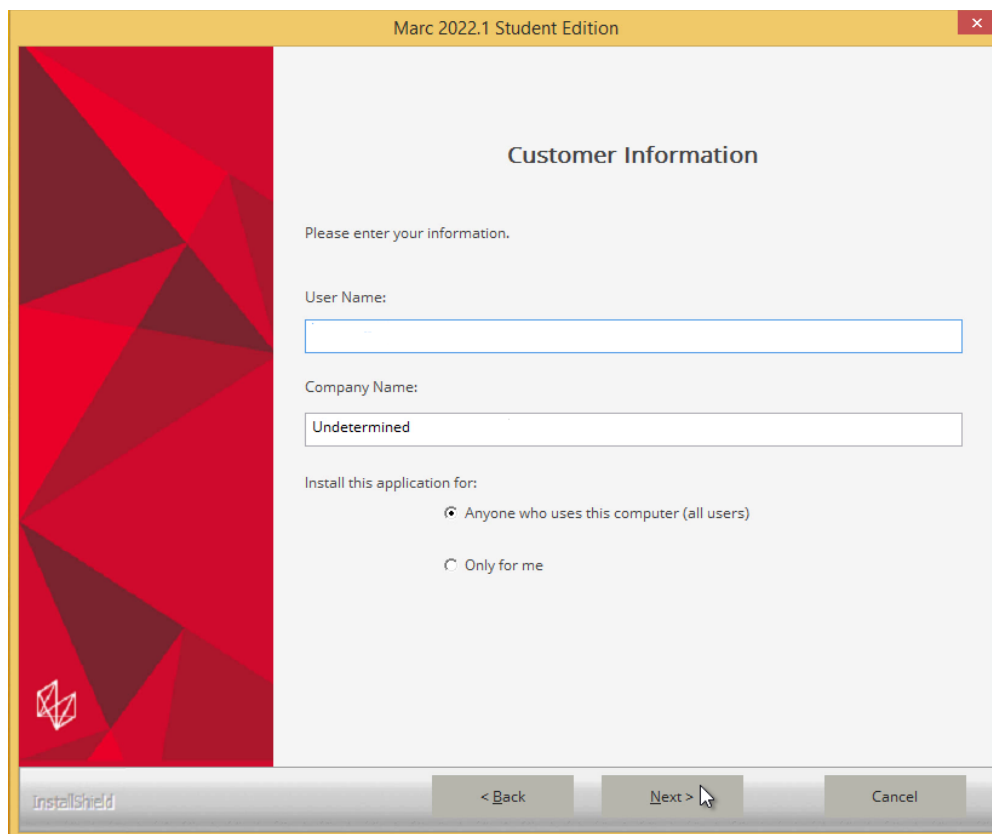 Marc 2022.1 Student Edition
Customer Information
Please enter your information.
User Name:
Company Name:
Undetermined
Install this application for:
Anyone who uses this computer (all users)
Only for me
InstallShield
< Back
Next >
Cancel